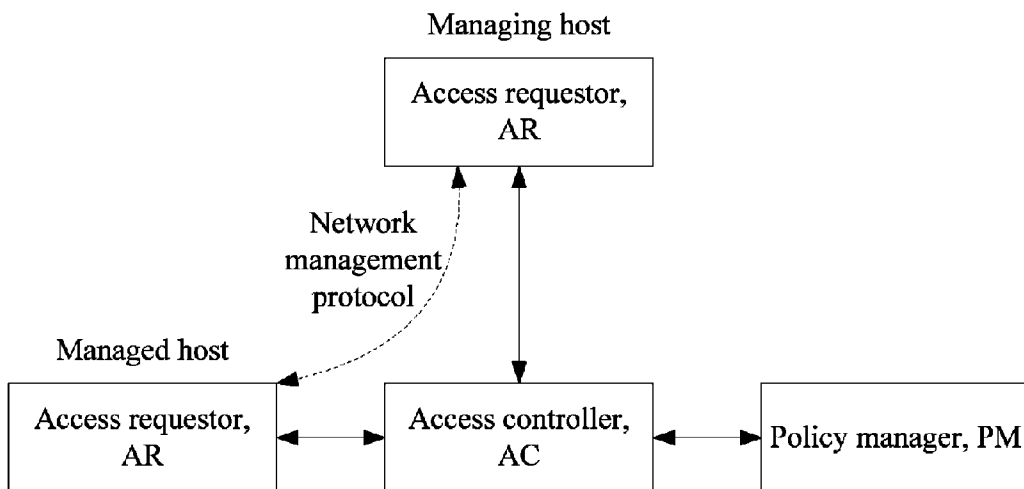 Managing host
Access requestor,
AR
Network
management
protocol
Managed host
Access requestor,
AR
Access controller,
AC
Policy manager, PM